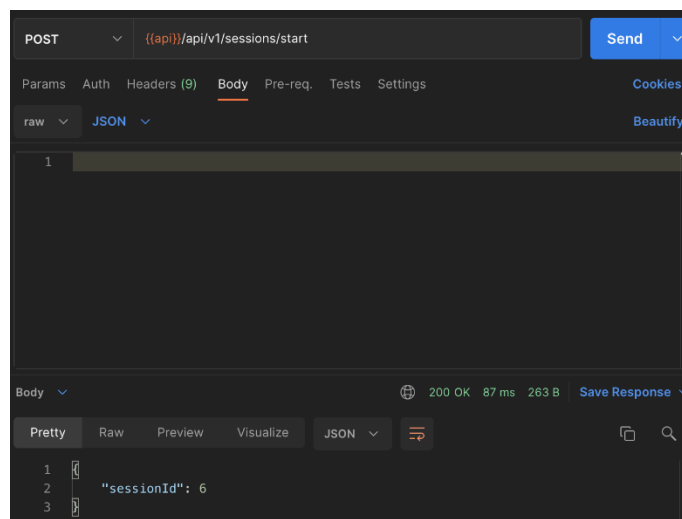 POST {{api}}/api/v1/sessions/start Send
Params Auth Headers (9) Body Pre-req. Tests Settings Cookies
raw JSON Beautify
1
Body 200 OK 87 ms 263 B Save Response
Pretty Raw Preview Visualize JSON
1 {
2 "sessionId": 6
3 }